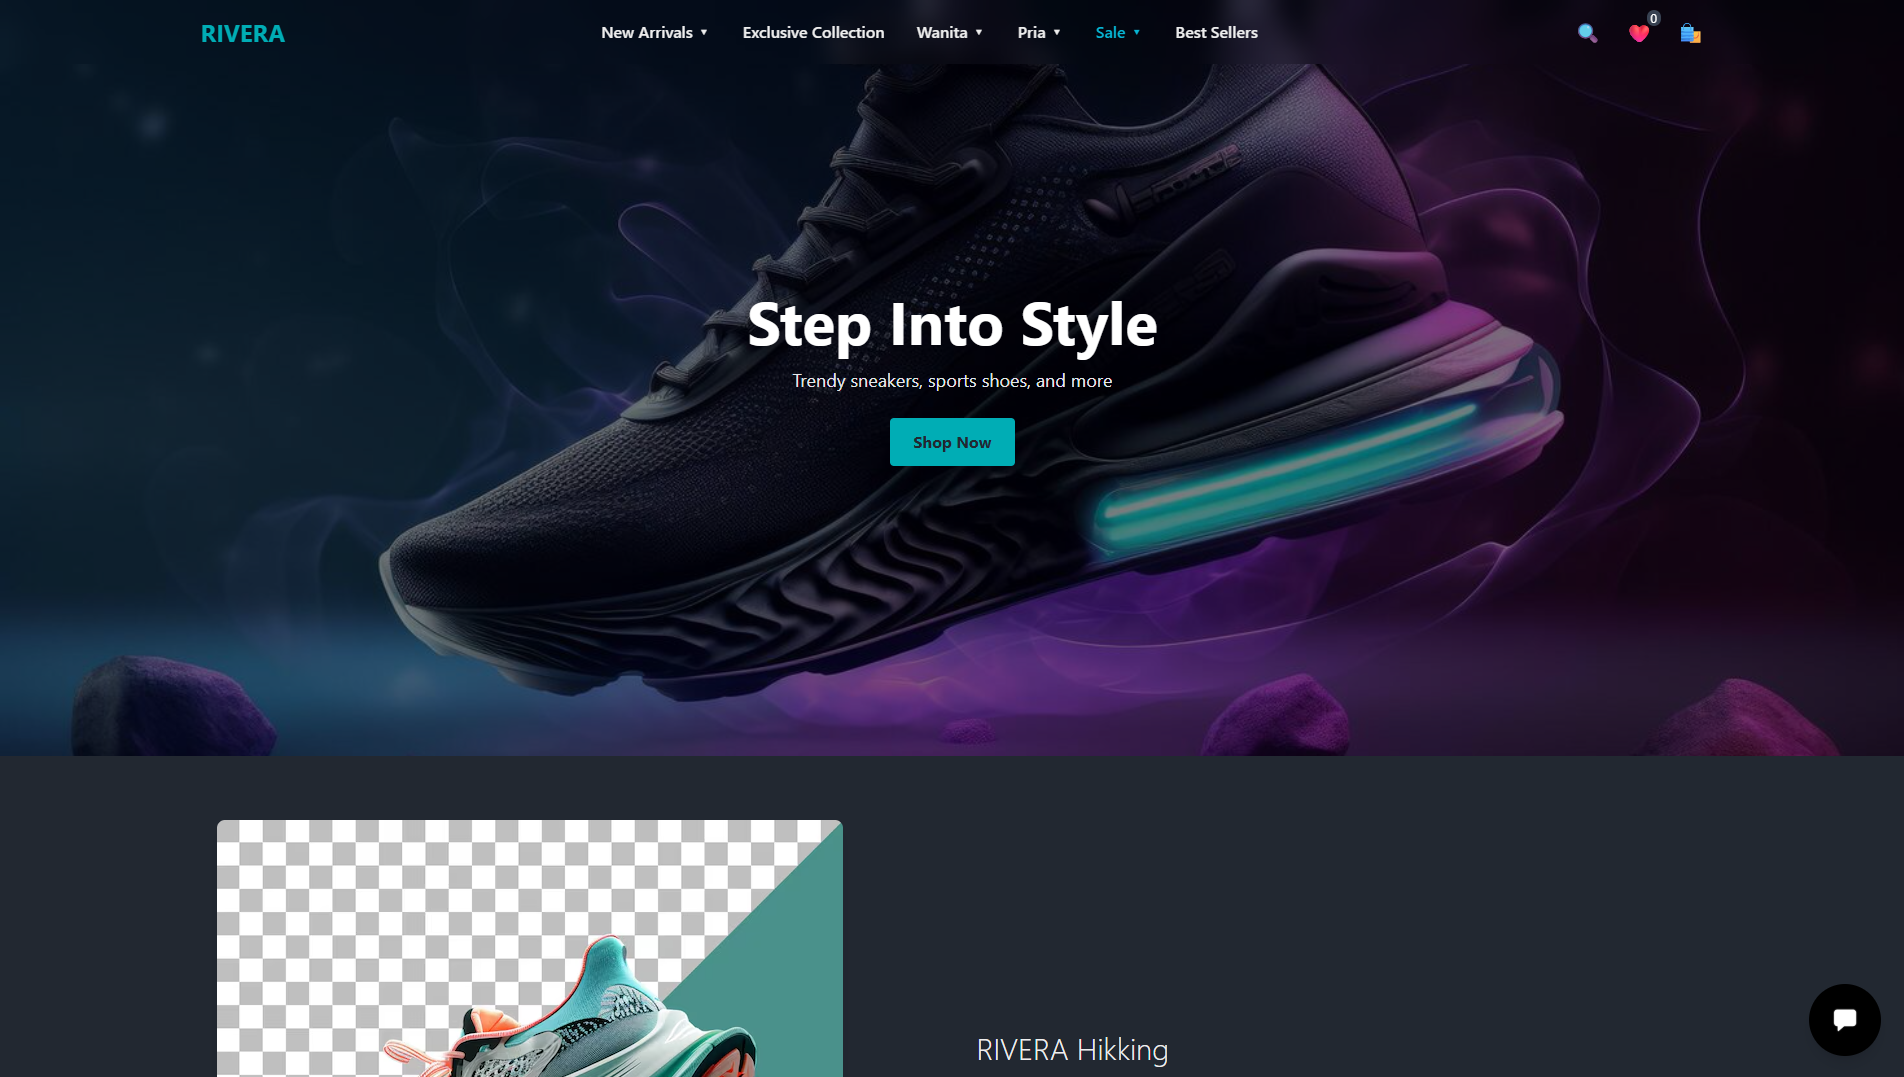 RIVERA
New Arrivals ▼
Exclusive Collection
Wanita ▼
Pria ▼
Sale ▼
Best Sellers
0
Step Into Style
Trendy sneakers, sports shoes, and more
Shop Now
RIVERA Hikking